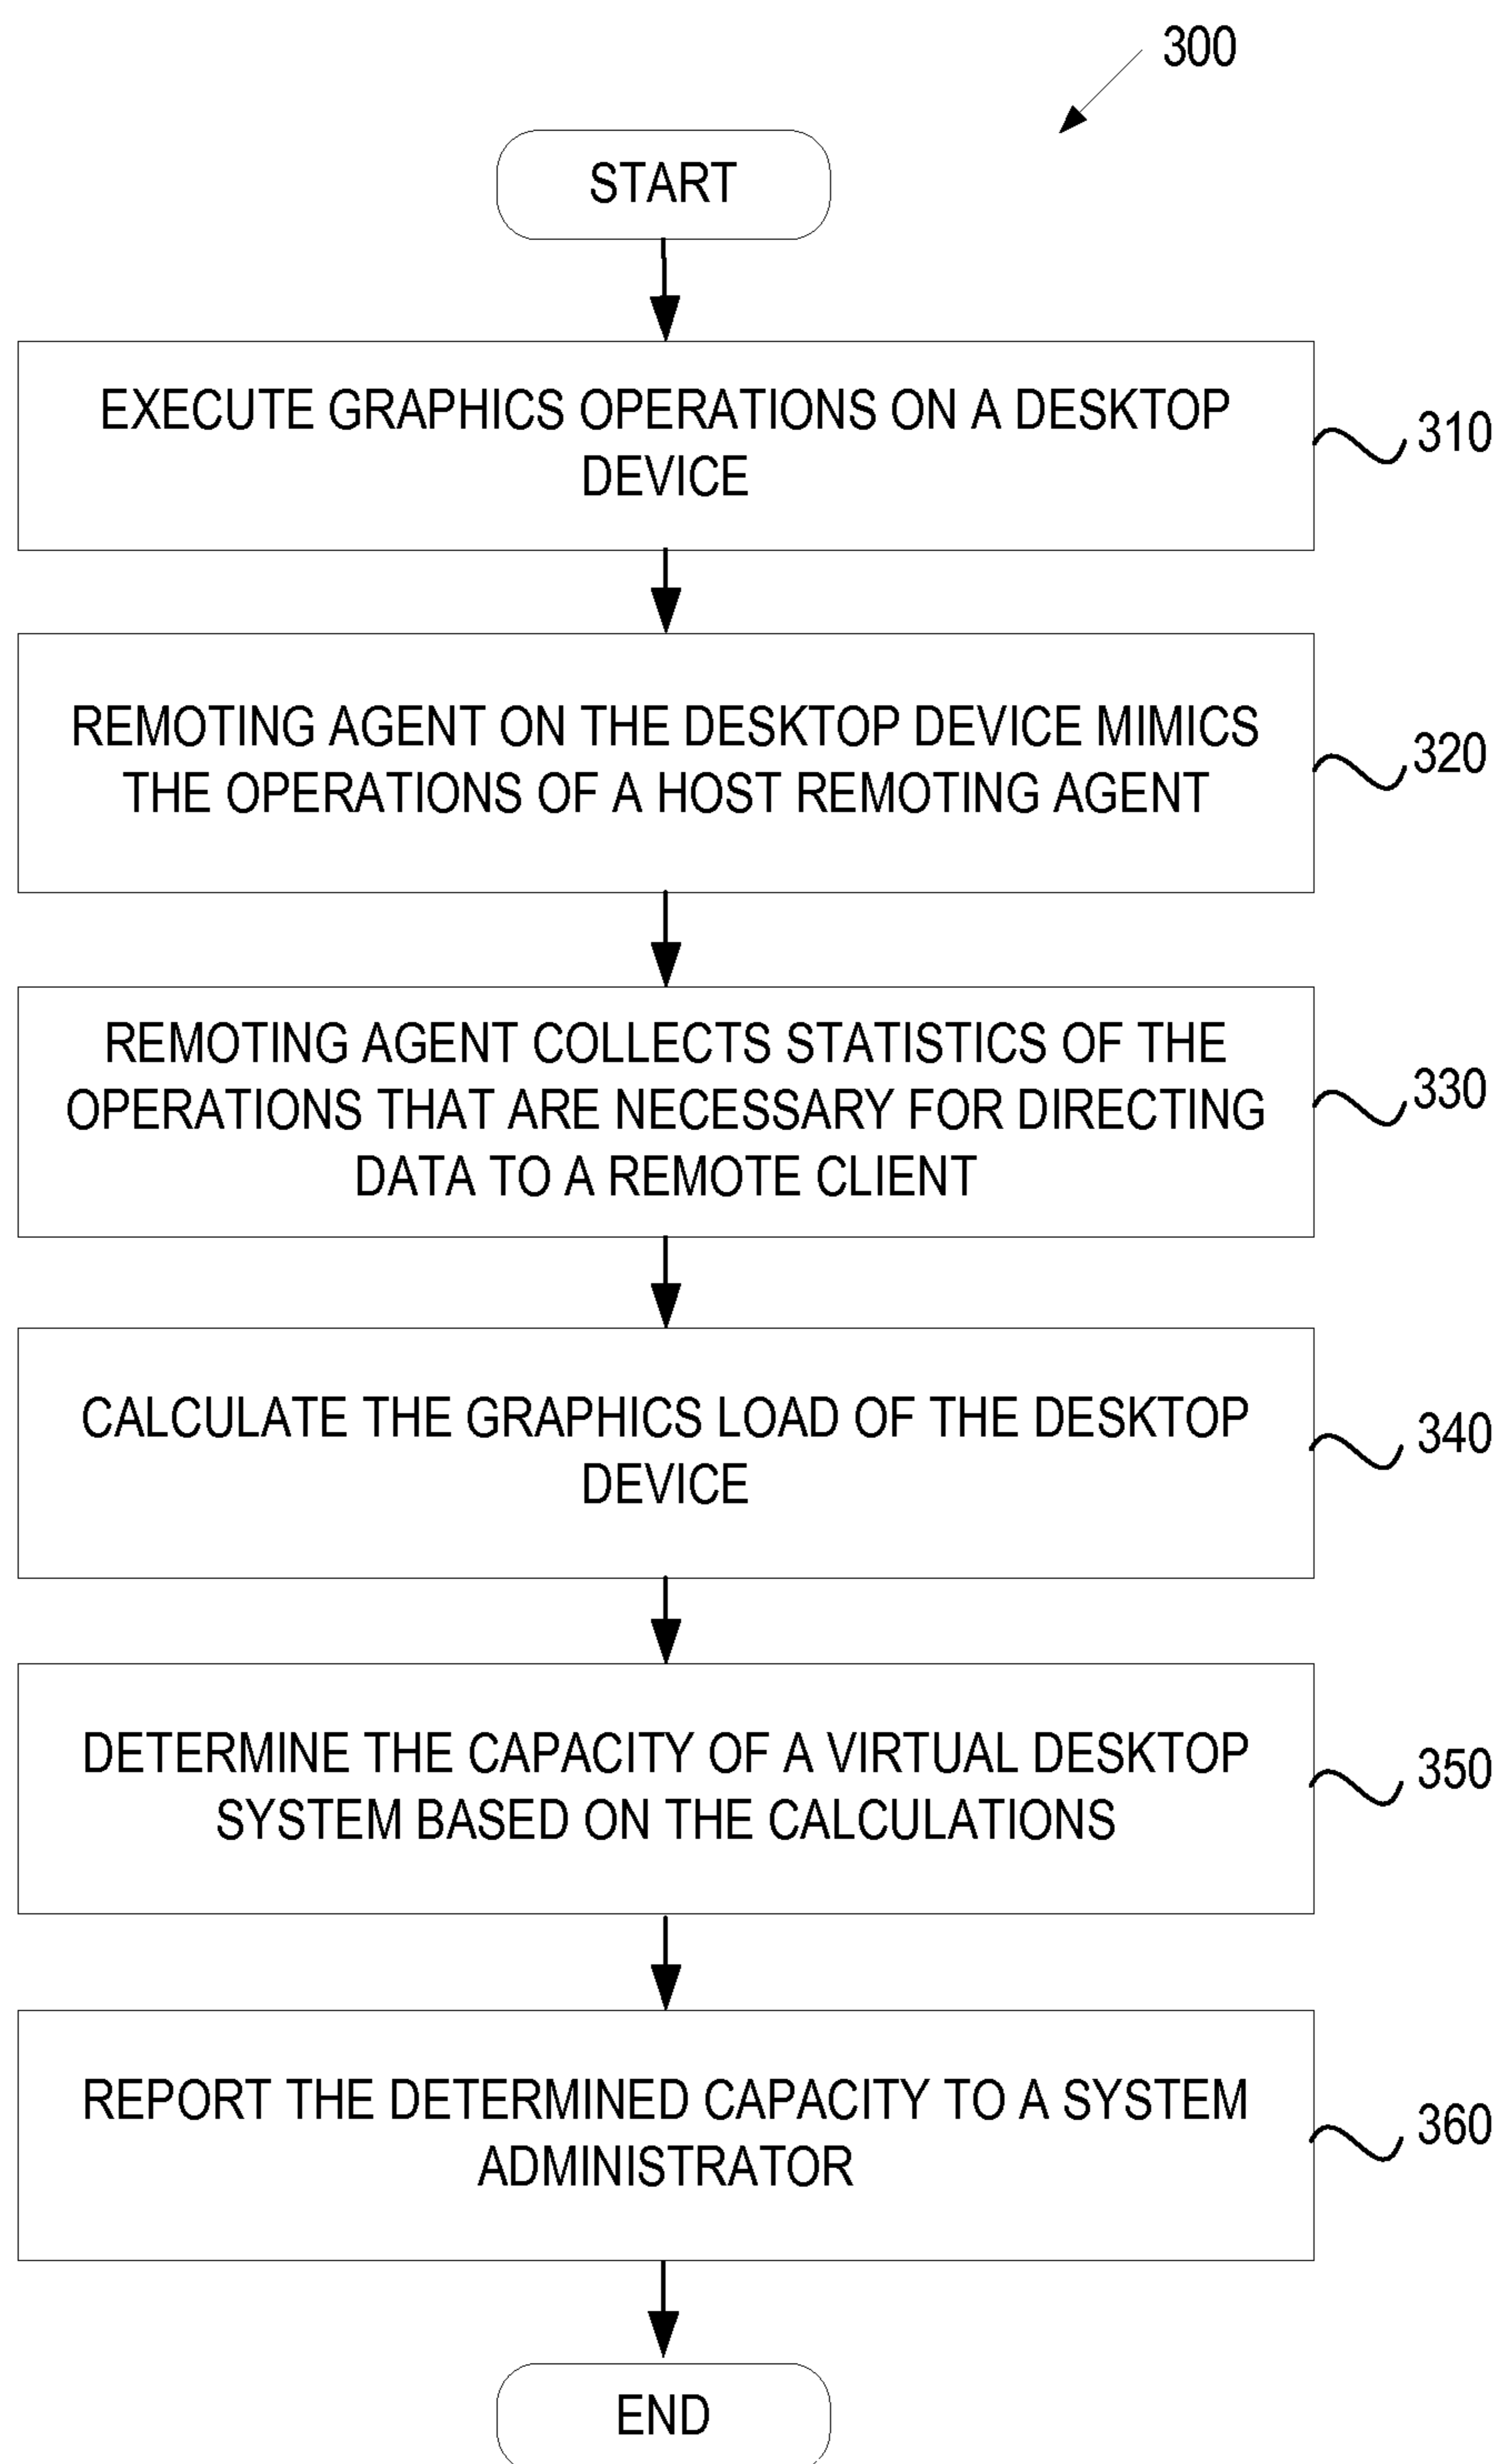 300
START
EXECUTE GRAPHICS OPERATIONS ON A DESKTOP
DEVICE
310
REMOTING AGENT ON THE DESKTOP DEVICE MIMICS
THE OPERATIONS OF A HOST REMOTING AGENT
320
REMOTING AGENT COLLECTS STATISTICS OF THE
OPERATIONS THAT ARE NECESSARY FOR DIRECTING
DATA TO A REMOTE CLIENT
330
CALCULATE THE GRAPHICS LOAD OF THE DESKTOP
DEVICE
340
DETERMINE THE CAPACITY OF A VIRTUAL DESKTOP
SYSTEM BASED ON THE CALCULATIONS
350
REPORT THE DETERMINED CAPACITY TO A SYSTEM
ADMINISTRATOR
360
END